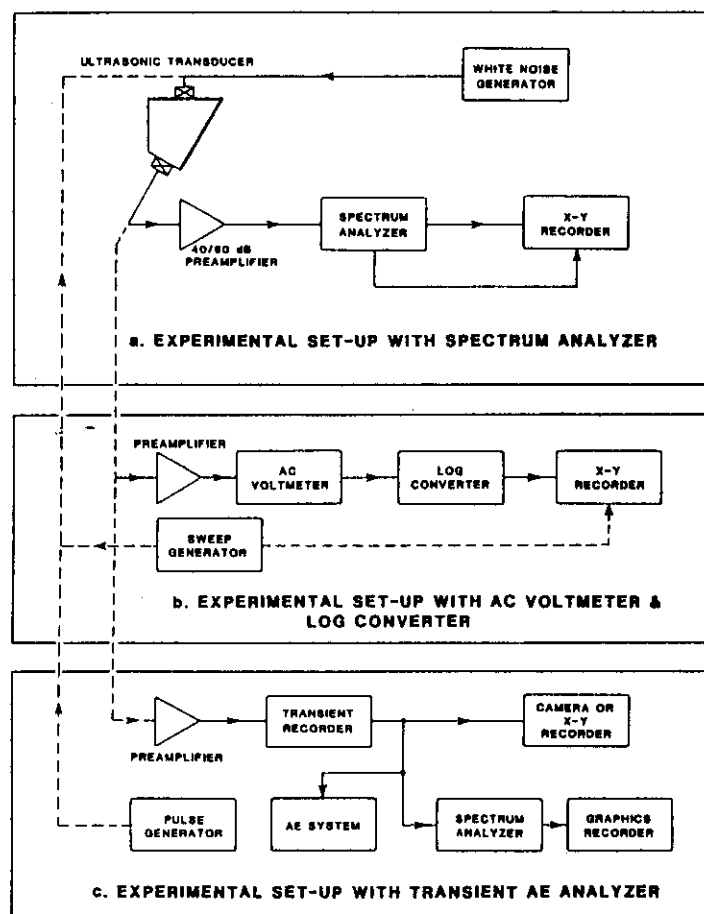 ULTRASONIC TRANSDUCER
WHITE NOISE
GENERATOR
40/60 dB
PREAMPLIFIER
SPECTRUM
ANALYZER
X-Y
RECORDER
a. EXPERIMENTAL SET-UP WITH SPECTRUM ANALYZER
PREAMPLIFIER
AC
VOLTMETER
LOG
CONVERTER
X-Y
RECORDER
SWEEP
GENERATOR
b. EXPERIMENTAL SET-UP WITH AC VOLTMETER &
LOG CONVERTER
PREAMPLIFIER
TRANSIENT
RECORDER
CAMERA OR
X-Y
RECORDER
PULSE
GENERATOR
AE SYSTEM
SPECTRUM
ANALYZER
GRAPHICS
RECORDER
c. EXPERIMENTAL SET-UP WITH TRANSIENT AE ANALYZER